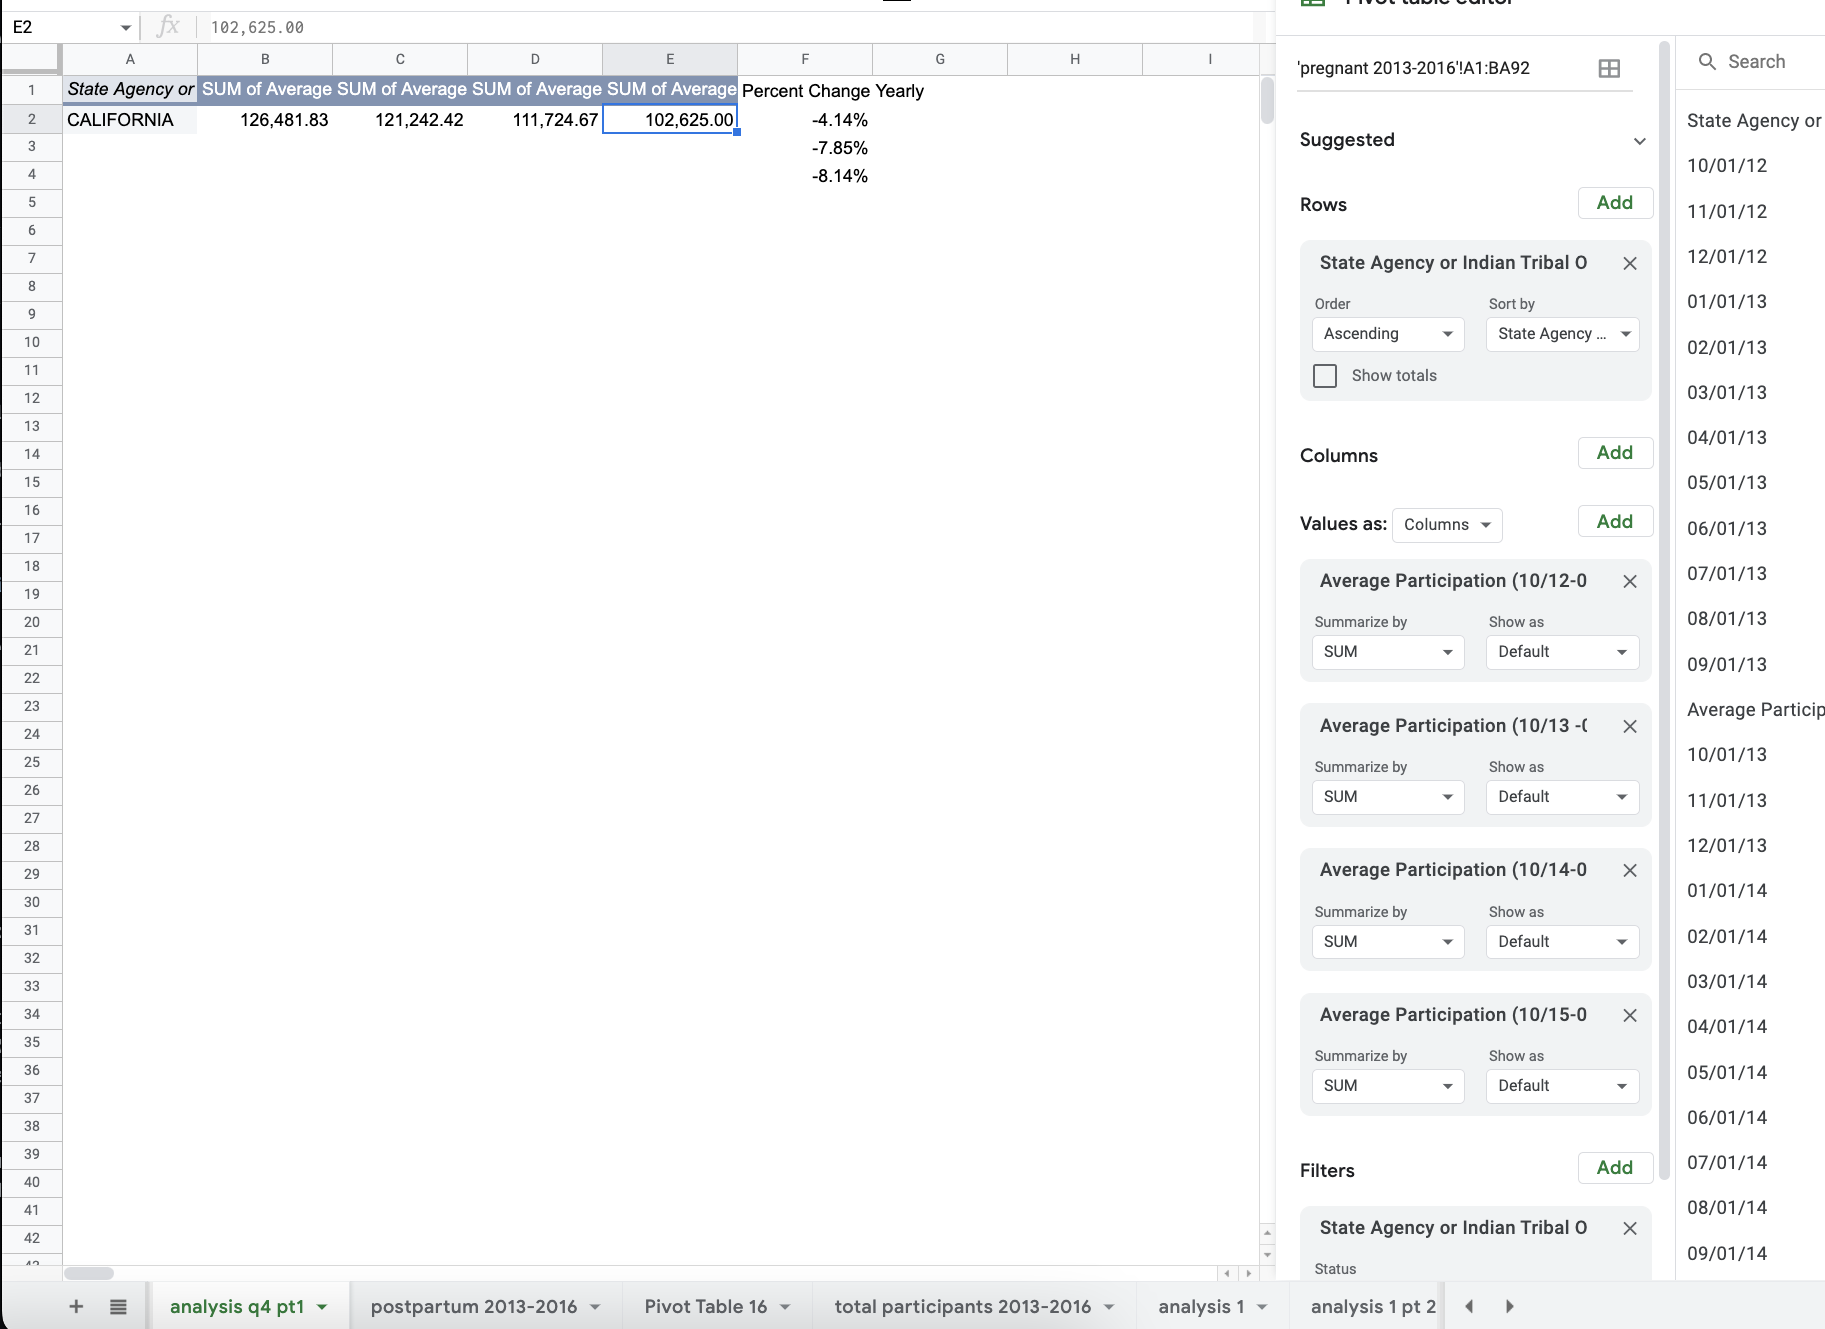 Pivot table editor
E2
fx
102,625.00
A B C D E F G H I
1 State Agency or SUM of Average SUM of Average SUM of Average SUM of Average Percent Change Yearly
2 CALIFORNIA 126,481.83 121,242.42 111,724.67 102,625.00 -4.14%
3 -7.85%
4 -8.14%
5
6
7
8
9
10
11
12
13
14
15
16
17
18
19
20
21
22
23
24
25
26
27
28
29
30
31
32
33
34
35
36
37
38
39
40
41
42
43
'pregnant 2013-2016'!A1:BA92
Suggested
Rows
Add
State Agency or Indian Tribal O
Order
Sort by
Ascending
State Agency ...
Show totals
Columns
Add
Values as:
Columns
Add
Average Participation (10/12-0
Summarize by
Show as
SUM
Default
Average Participation (10/13 -0
Summarize by
Show as
SUM
Default
Average Participation (10/14-0
Summarize by
Show as
SUM
Default
Average Participation (10/15-0
Summarize by
Show as
SUM
Default
Filters
Add
State Agency or Indian Tribal O
Status
Search
State Agency or
10/01/12
11/01/12
12/01/12
01/01/13
02/01/13
03/01/13
04/01/13
05/01/13
06/01/13
07/01/13
08/01/13
09/01/13
Average Particip
10/01/13
11/01/13
12/01/13
01/01/14
02/01/14
03/01/14
04/01/14
05/01/14
06/01/14
07/01/14
08/01/14
09/01/14
analysis q4 pt1
postpartum 2013-2016
Pivot Table 16
total participants 2013-2016
analysis 1
analysis 1 pt 2